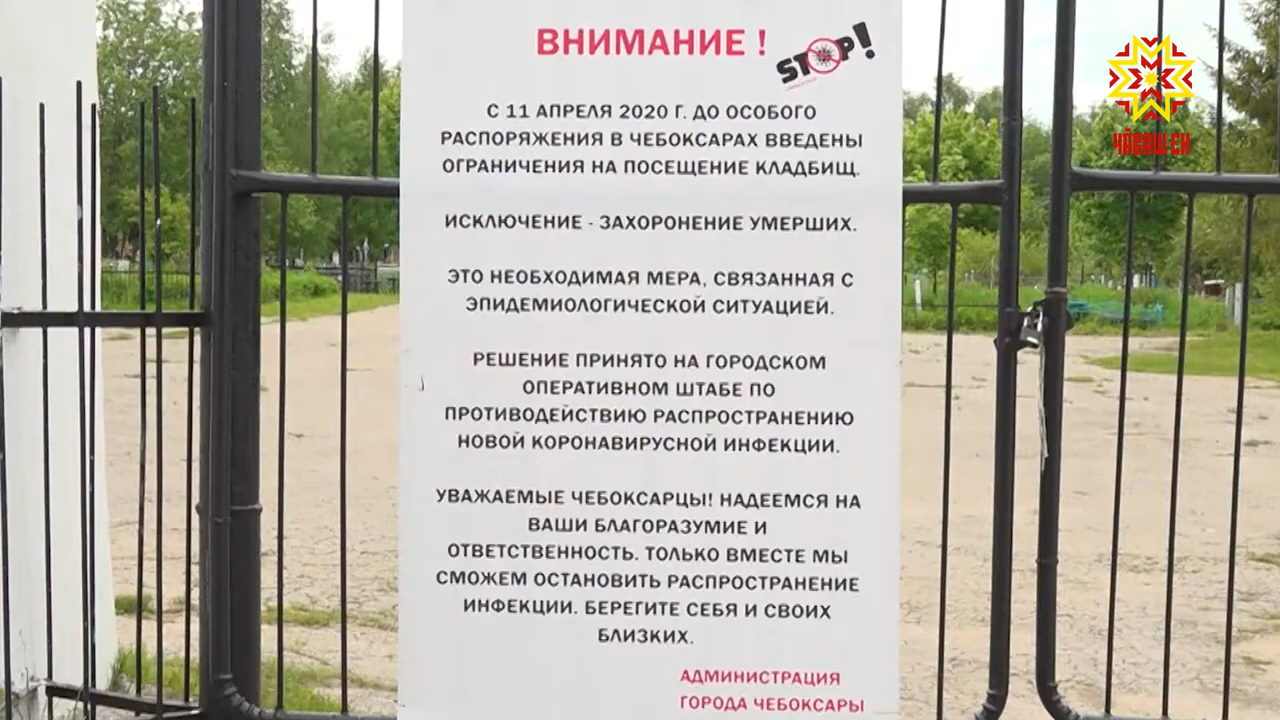 ВНИМАНИЕ !
STOP!
С 11 АПРЕЛЯ 2020 Г. ДО ОСОБОГО
РАСПОРЯЖЕНИЯ В ЧЕБОКСАРАХ ВВЕДЕНЫ
ОГРАНИЧЕНИЯ НА ПОСЕЩЕНИЕ КЛАДБИЩ.
ИСКЛЮЧЕНИЕ - ЗАХОРОНЕНИЕ УМЕРШИХ.
ЭТО НЕОБХОДИМАЯ МЕРА, СВЯЗАННАЯ С
ЭПИДЕМИОЛОГИЧЕСКОЙ СИТУАЦИЕЙ.
РЕШЕНИЕ ПРИНЯТО НА ГОРОДСКОМ
ОПЕРАТИВНОМ ШТАБЕ ПО
ПРОТИВОДЕЙСТВИЮ РАСПРОСТРАНЕНИЮ
НОВОЙ КОРОНАВИРУСНОЙ ИНФЕКЦИИ.
УВАЖАЕМЫЕ ЧЕБОКСАРЦЫ! НАДЕЕМСЯ НА
ВАШИ БЛАГОРАЗУМИЕ И
ОТВЕТСТВЕННОСТЬ. ТОЛЬКО ВМЕСТЕ МЫ
СМОЖЕМ ОСТАНОВИТЬ РАСПРОСТРАНЕНИЕ
ИНФЕКЦИИ. БЕРЕГИТЕ СЕБЯ И СВОИХ
БЛИЗКИХ.
АДМИНИСТРАЦИЯ
ГОРОДА ЧЕБОКСАРЫ
ЧӐВАШ ЕН